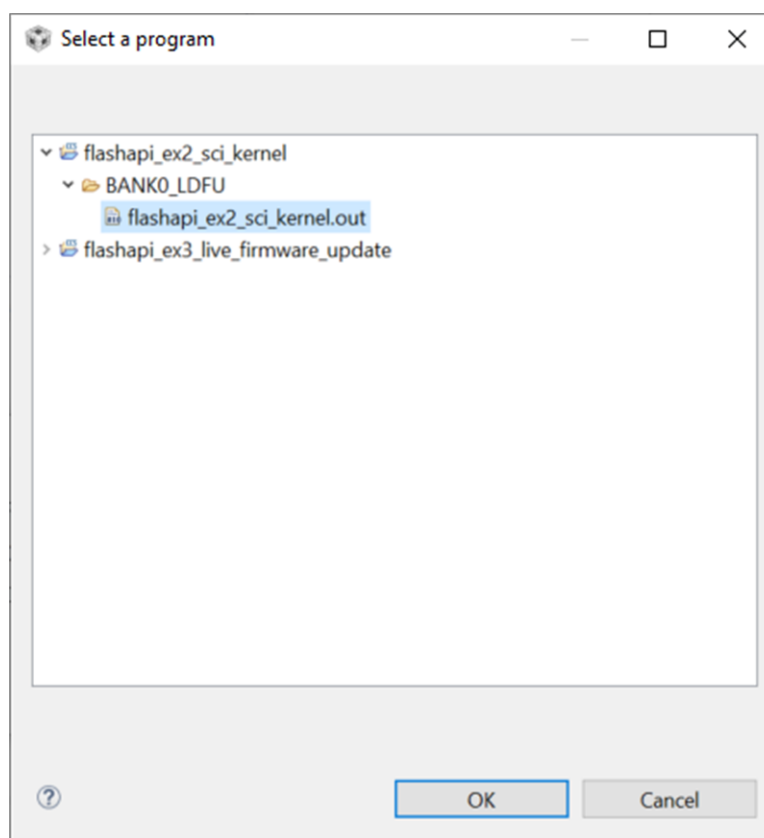 Select a program
flashapi_ex2_sci_kernel
BANK0_LDFU
flashapi_ex2_sci_kernel.out
flashapi_ex3_live_firmware_update
OK Cancel